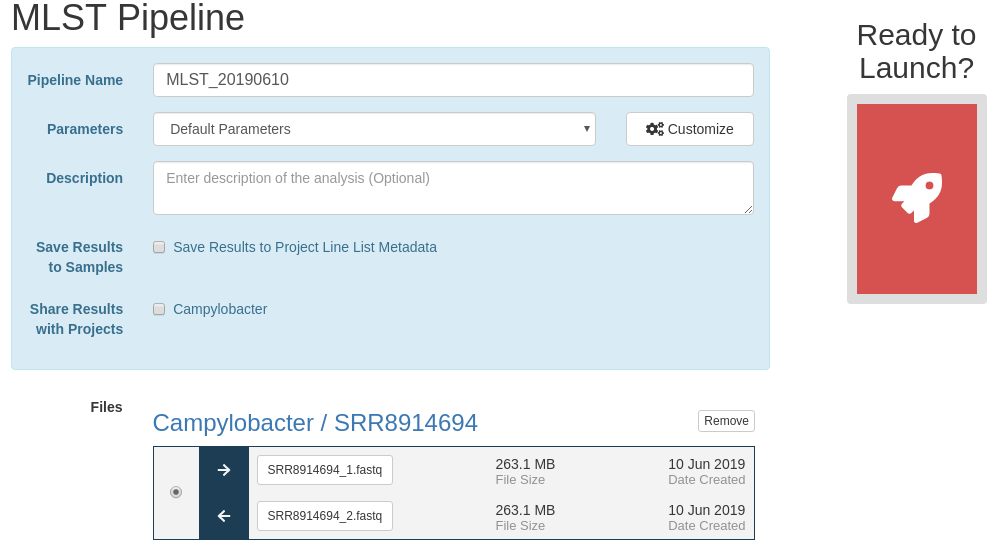 MLST Pipeline
Ready to
Launch?
Pipeline Name
MLST_20190610
Parameters
Default Parameters
Customize
Description
Enter description of the analysis (Optional)
Save Results
to Samples
Save Results to Project Line List Metadata
Share Results
with Projects
Campylobacter
Files
Campylobacter / SRR8914694
Remove
SRR8914694_1.fastq
263.1 MB
File Size
10 Jun 2019
Date Created
SRR8914694_2.fastq
263.1 MB
File Size
10 Jun 2019
Date Created